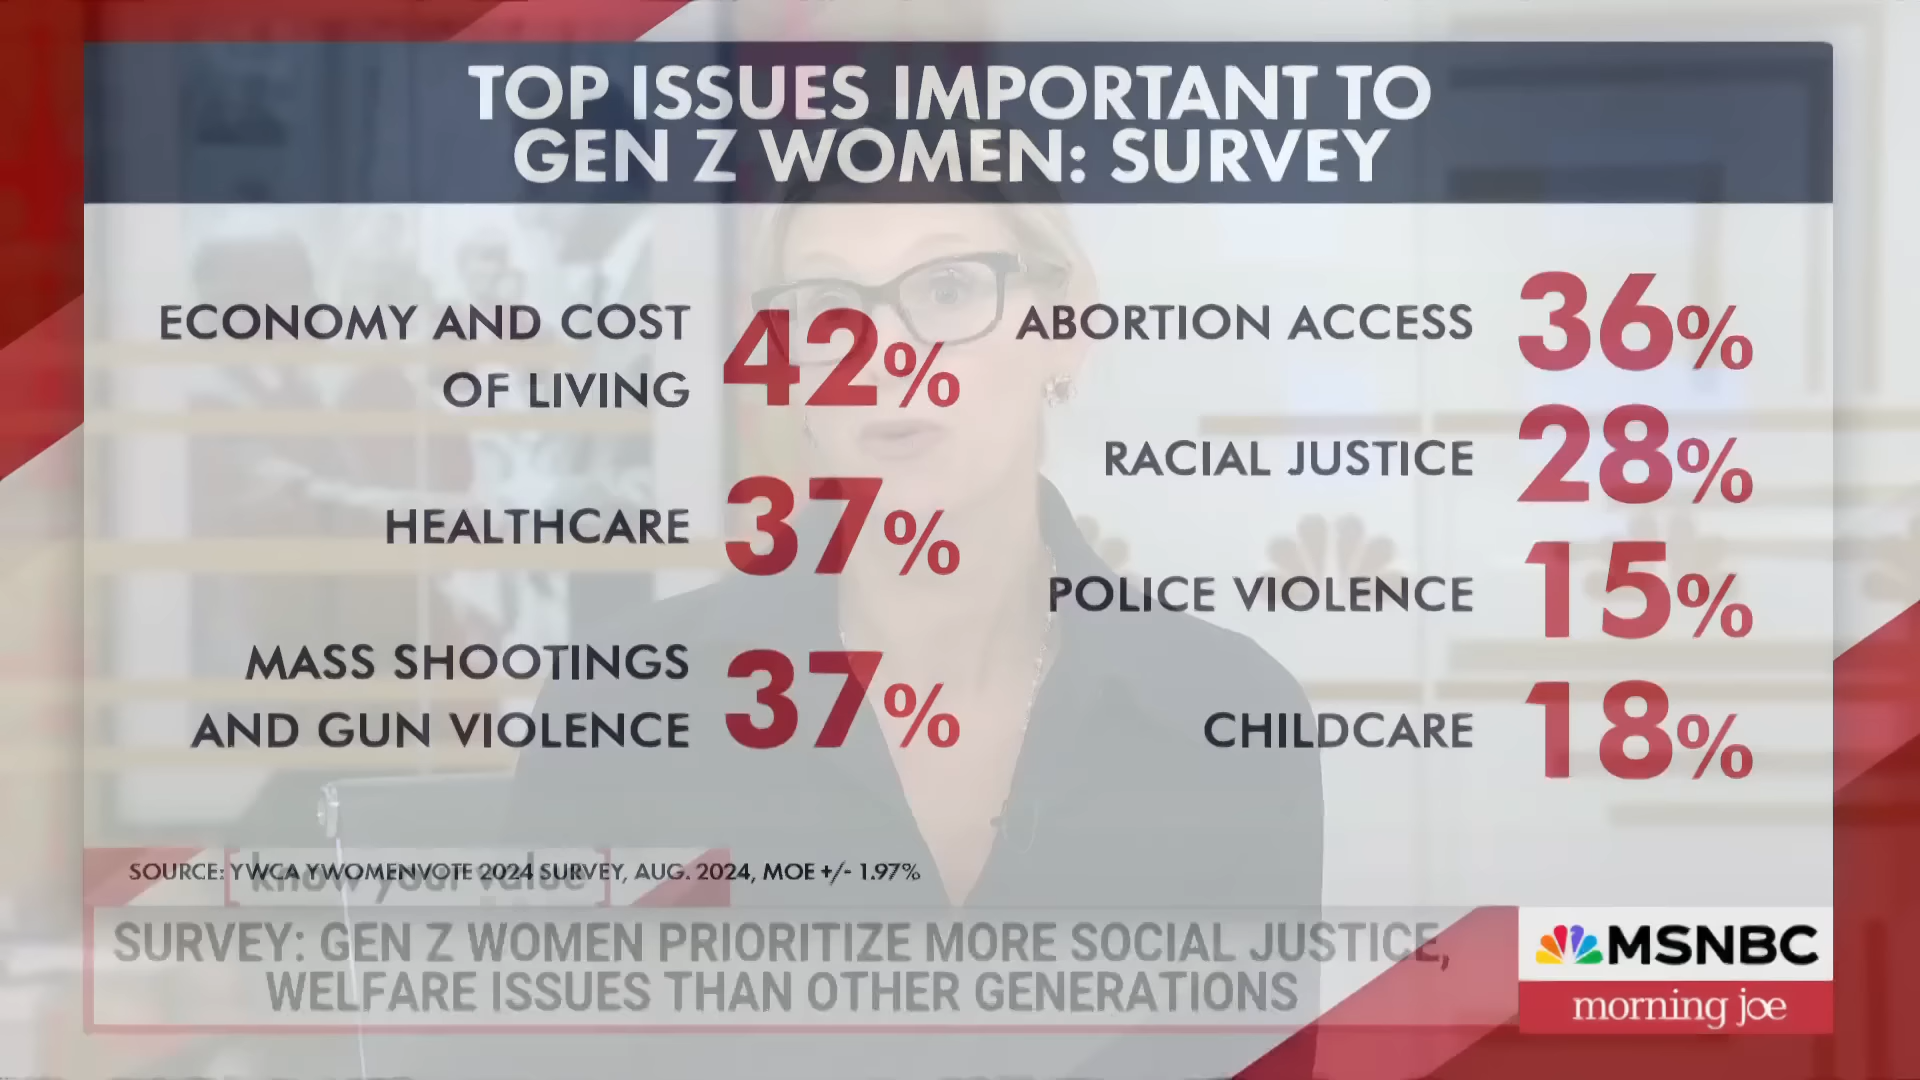 TOP ISSUES IMPORTANT TO
GEN Z WOMEN: SURVEY
ECONOMY AND COST
OF LIVING 42%
HEALTHCARE 37%
MASS SHOOTINGS
AND GUN VIOLENCE 37%
ABORTION ACCESS 36%
RACIAL JUSTICE 28%
POLICE VIOLENCE 15%
CHILDCARE 18%
SOURCE: YWCA YWOMENVOTE 2024 SURVEY, AUG. 2024, MOE +/- 1.97%
know your value
SURVEY: GEN Z WOMEN PRIORITIZE MORE SOCIAL JUSTICE,
WELFARE ISSUES THAN OTHER GENERATIONS
MSNBC
morning joe